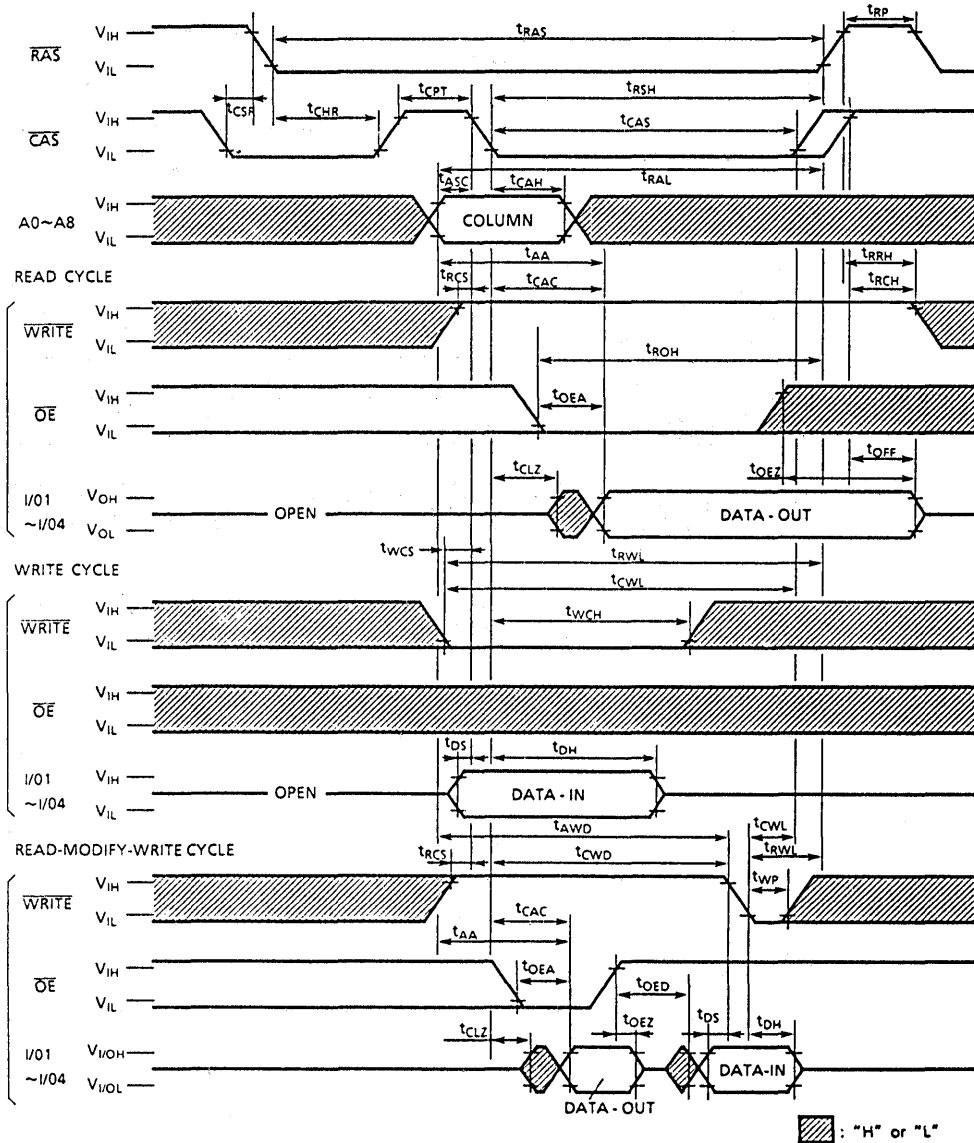 tRP
VIH
tRAS
RAS
VIL
tCSR
tCHR
tCPT
tRSH
VIH
tCAS
CAS
VIL
tASC
tCAH
tRAL
VIH
A0~A8
COLUMN
VIL
tAA
tRRH
READ CYCLE
tRCS
tCAC
tRCH
VIH
WRITE
VIL
tROH
VIH
tOEA
OE
VIL
tOFF
tCLZ
tOEZ
I/01
VOH
~I/04
OPEN
DATA - OUT
VOL
tWCS
tRWL
WRITE CYCLE
tCWL
VIH
tWCH
WRITE
VIL
VIH
OE
VIL
tDS
tDH
I/01
VIH
~I/04
OPEN
DATA - IN
VIL
tAWD
tCWL
READ-MODIFY-WRITE CYCLE
tRCS
tCWD
tRWL
VIH
tWP
WRITE
VIL
tCAC
tAA
VIH
tOEA
OE
tOED
VIL
tCLZ
tOEZ
tDS
tDH
I/01
VI/OH
~I/04
DATA-IN
VI/OL
DATA - OUT
: "H" or "L"